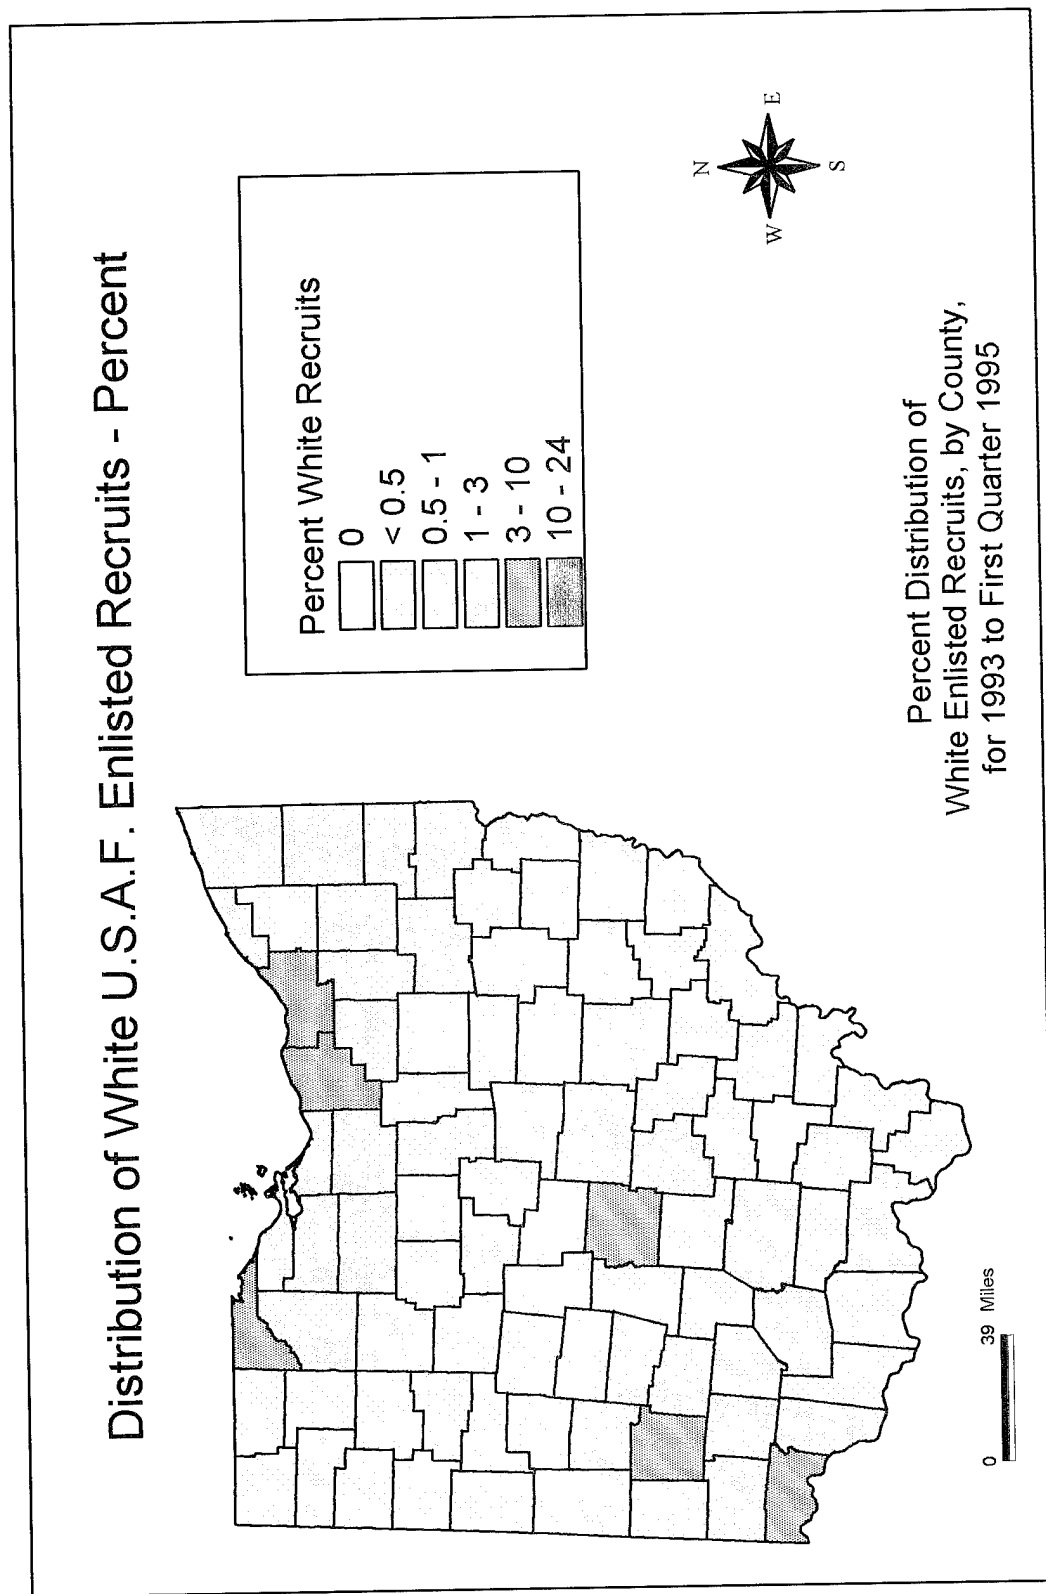 Distribution of White U.S.A.F. Enlisted Recruits - Percent
Percent White Recruits
0
< 0.5
0.5 - 1
1 - 3
3 - 10
10 - 24
N
W
E
S
Percent Distribution of
White Enlisted Recruits, by County,
for 1993 to First Quarter 1995
0
39 Miles